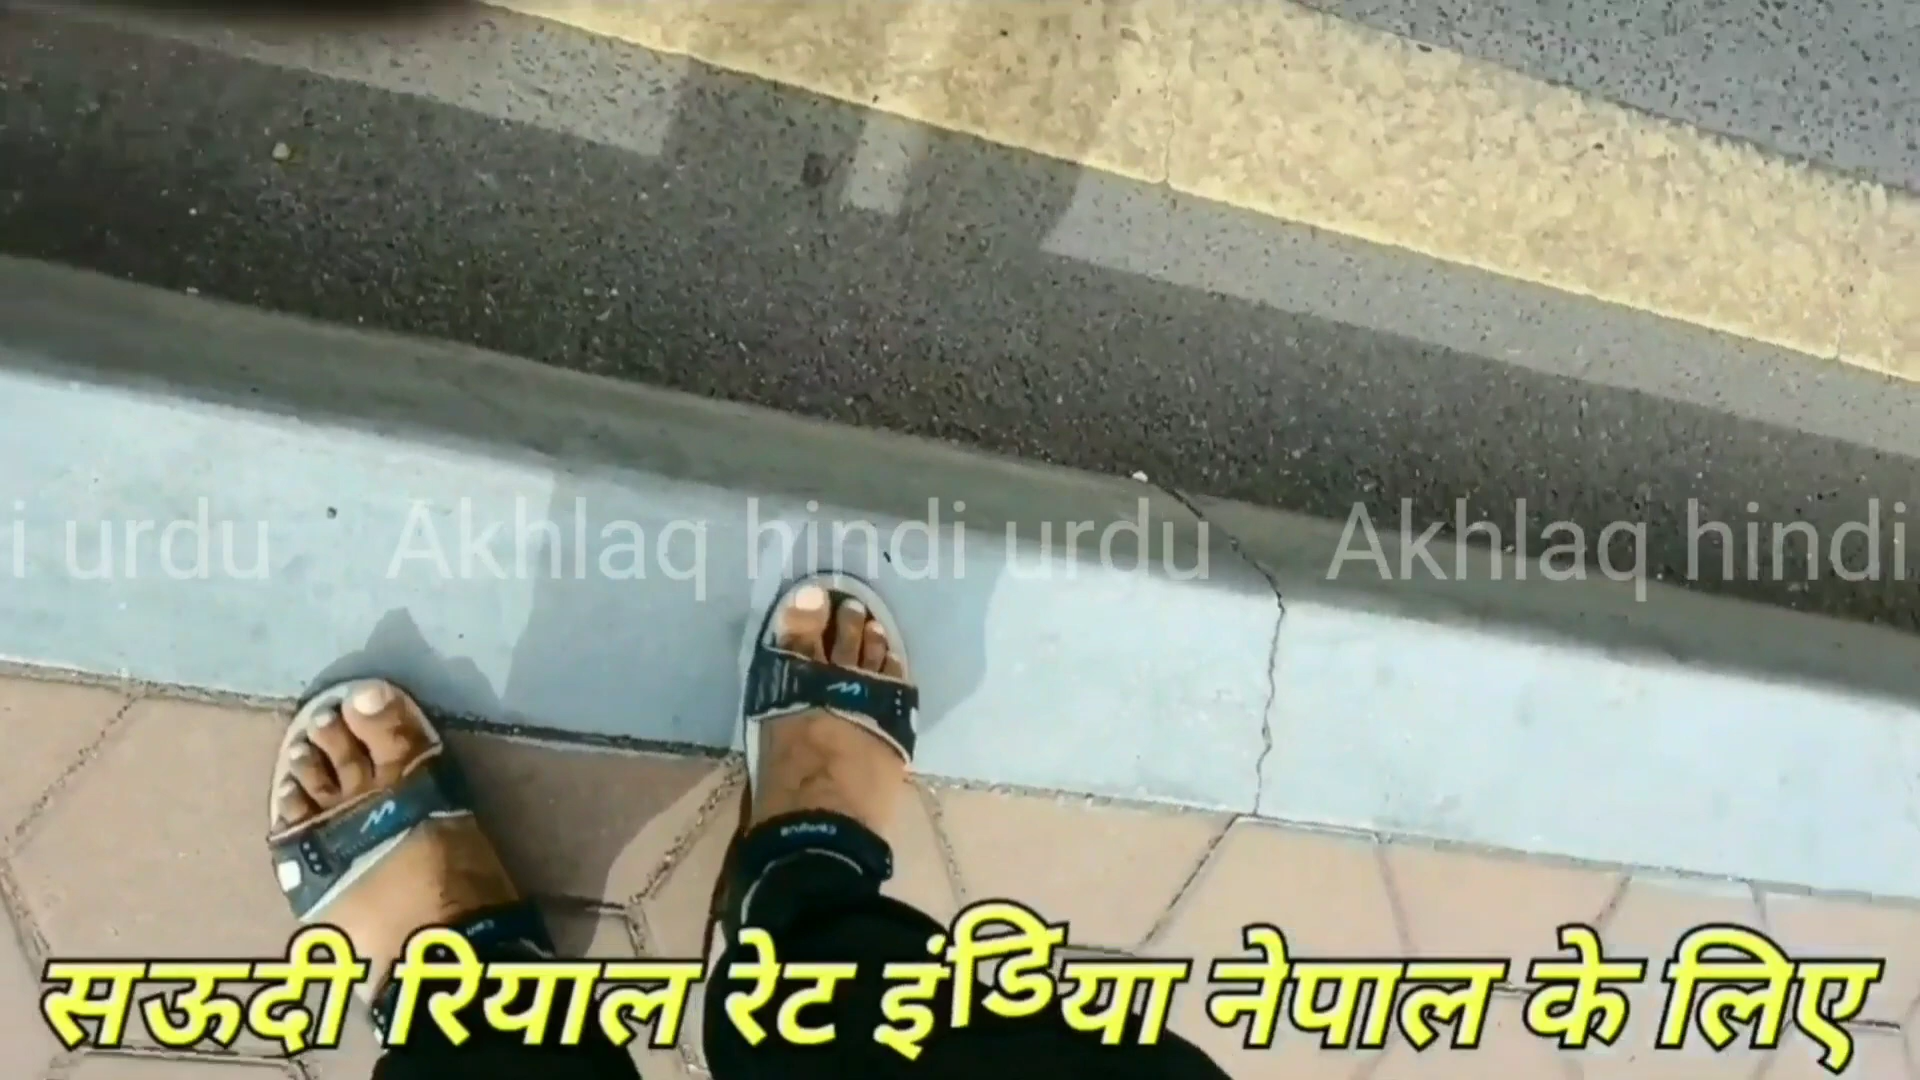 i urdu Akhlaq hindi urdu Akhlaq hindi
सऊदी रियाल रेट इंडिया नेपाल के लिए